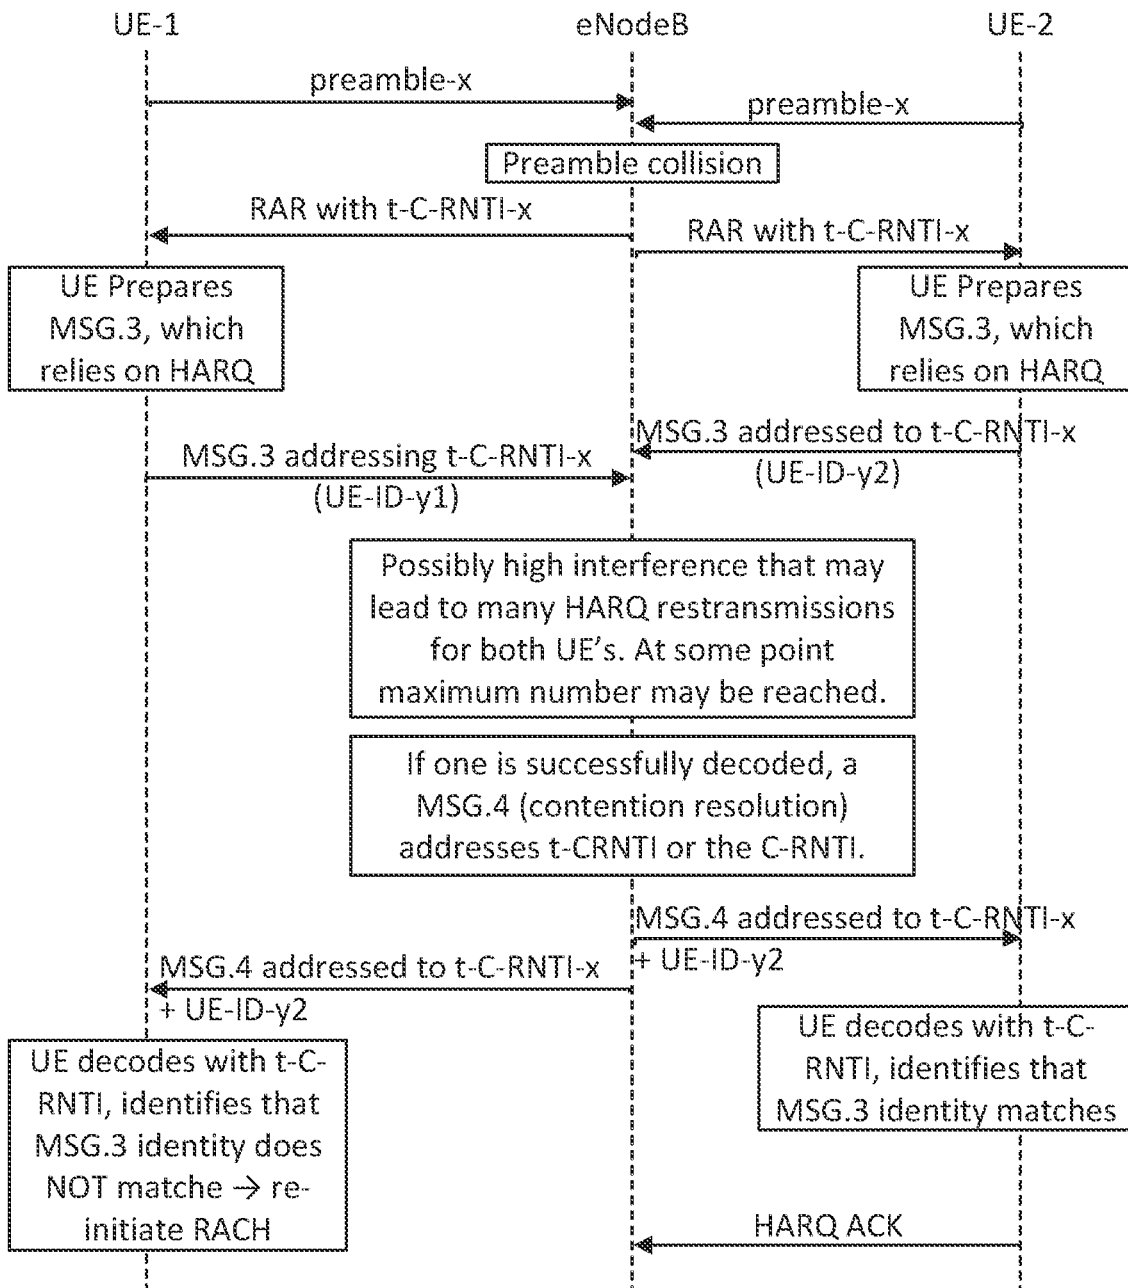 UE-1
eNodeB
UE-2
preamble-x
preamble-x
Preamble collision
RAR with t-C-RNTI-x
RAR with t-C-RNTI-x
UE Prepares
MSG.3, which
relies on HARQ
UE Prepares
MSG.3, which
relies on HARQ
MSG.3 addressed to t-C-RNTI-x
(UE-ID-y2)
MSG.3 addressing t-C-RNTI-x
(UE-ID-y1)
Possibly high interference that may
lead to many HARQ restransmissions
for both UE's. At some point
maximum number may be reached.
If one is successfully decoded, a
MSG.4 (contention resolution)
addresses t-CRNTI or the C-RNTI.
MSG.4 addressed to t-C-RNTI-x
+ UE-ID-y2
MSG.4 addressed to t-C-RNTI-x
+ UE-ID-y2
UE decodes with t-C-
RNTI, identifies that
MSG.3 identity matches
UE decodes with t-C-
RNTI, identifies that
MSG.3 identity does
NOT matche → re-
initiate RACH
HARQ ACK